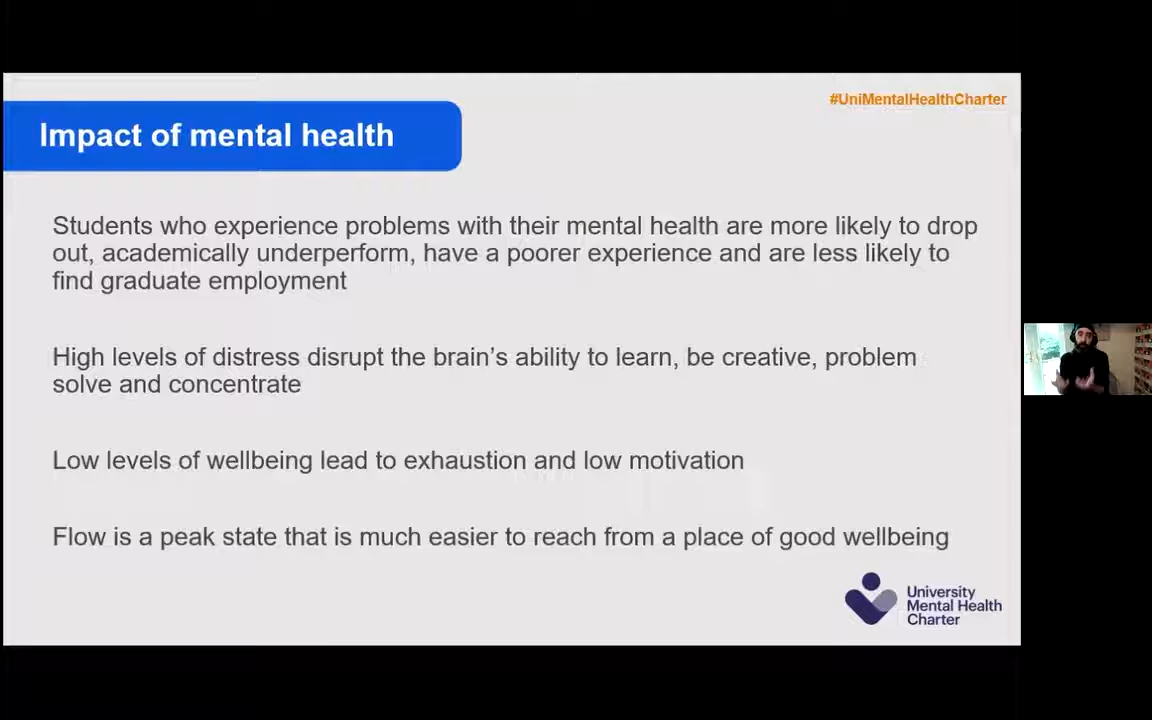 #UniMentalHealthCharter
Impact of mental health
Students who experience problems with their mental health are more likely to drop
out, academically underperform, have a poorer experience and are less likely to
find graduate employment
High levels of distress disrupt the brain’s ability to learn, be creative, problem
solve and concentrate
Low levels of wellbeing lead to exhaustion and low motivation
Flow is a peak state that is much easier to reach from a place of good wellbeing
University
Mental Health
Charter